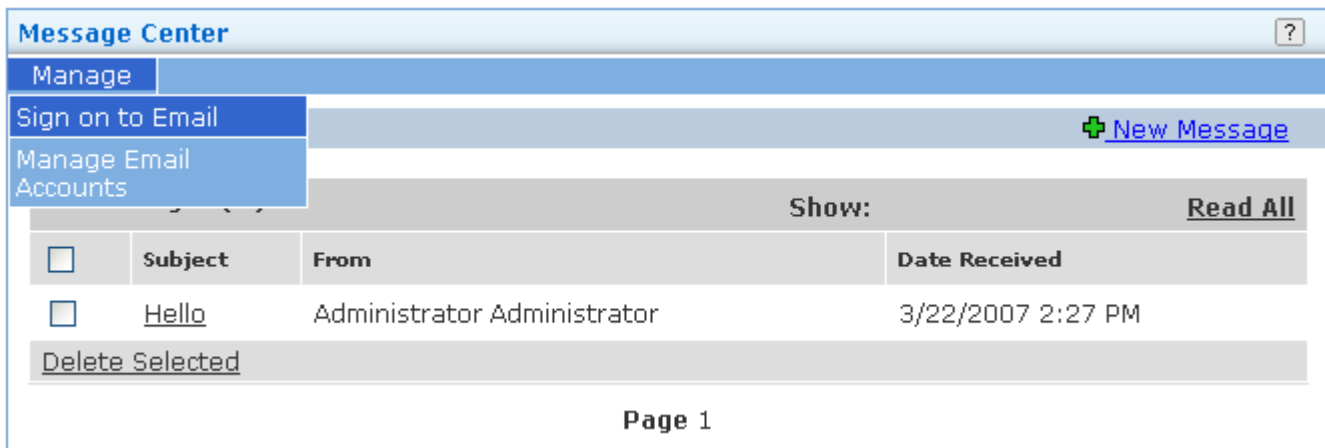 Message Center ?
Manage
Sign on to Email
New Message
Manage Email
Accounts
Show: Read All
Subject From Date Received
Hello Administrator Administrator 3/22/2007 2:27 PM
Delete Selected
Page 1